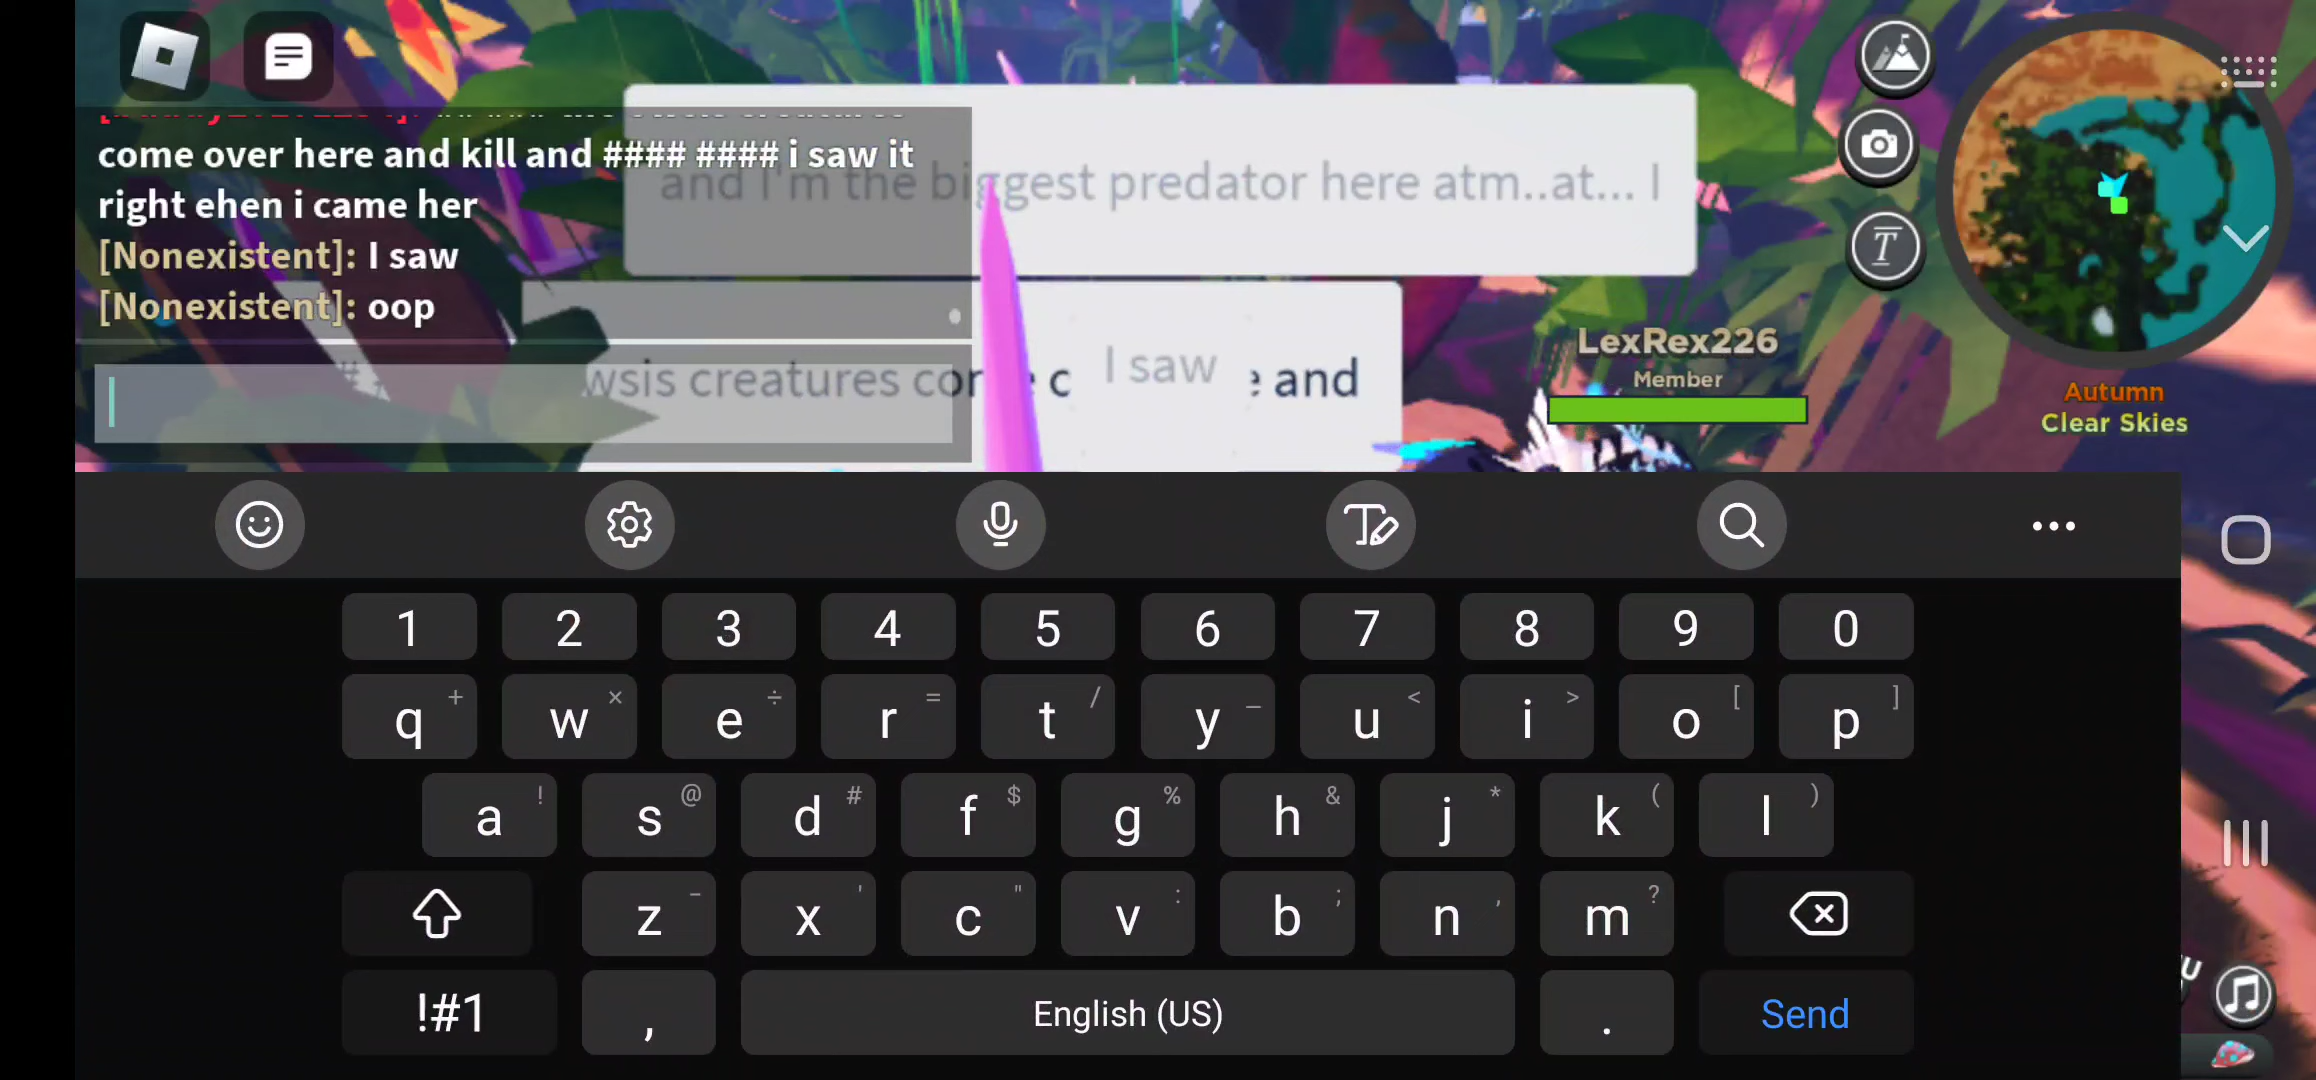 come over here and kill and #### #### i saw it
right ehen i came her
[Nonexistent]: I saw
[Nonexistent]: oop
and I'm the biggest predator here atm..at... I
creatures
I saw
and
LexRex226
Member
Autumn
Clear Skies
1 2 3 4 5 6 7 8 9 0
+ × ÷ = / _ < > [ ]
q w e r t y u i o p
! @ # $ % & * ( )
a s d f g h j k l
- ' " : ; , ?
z x c v b n m
!#1 , English (US) . Send